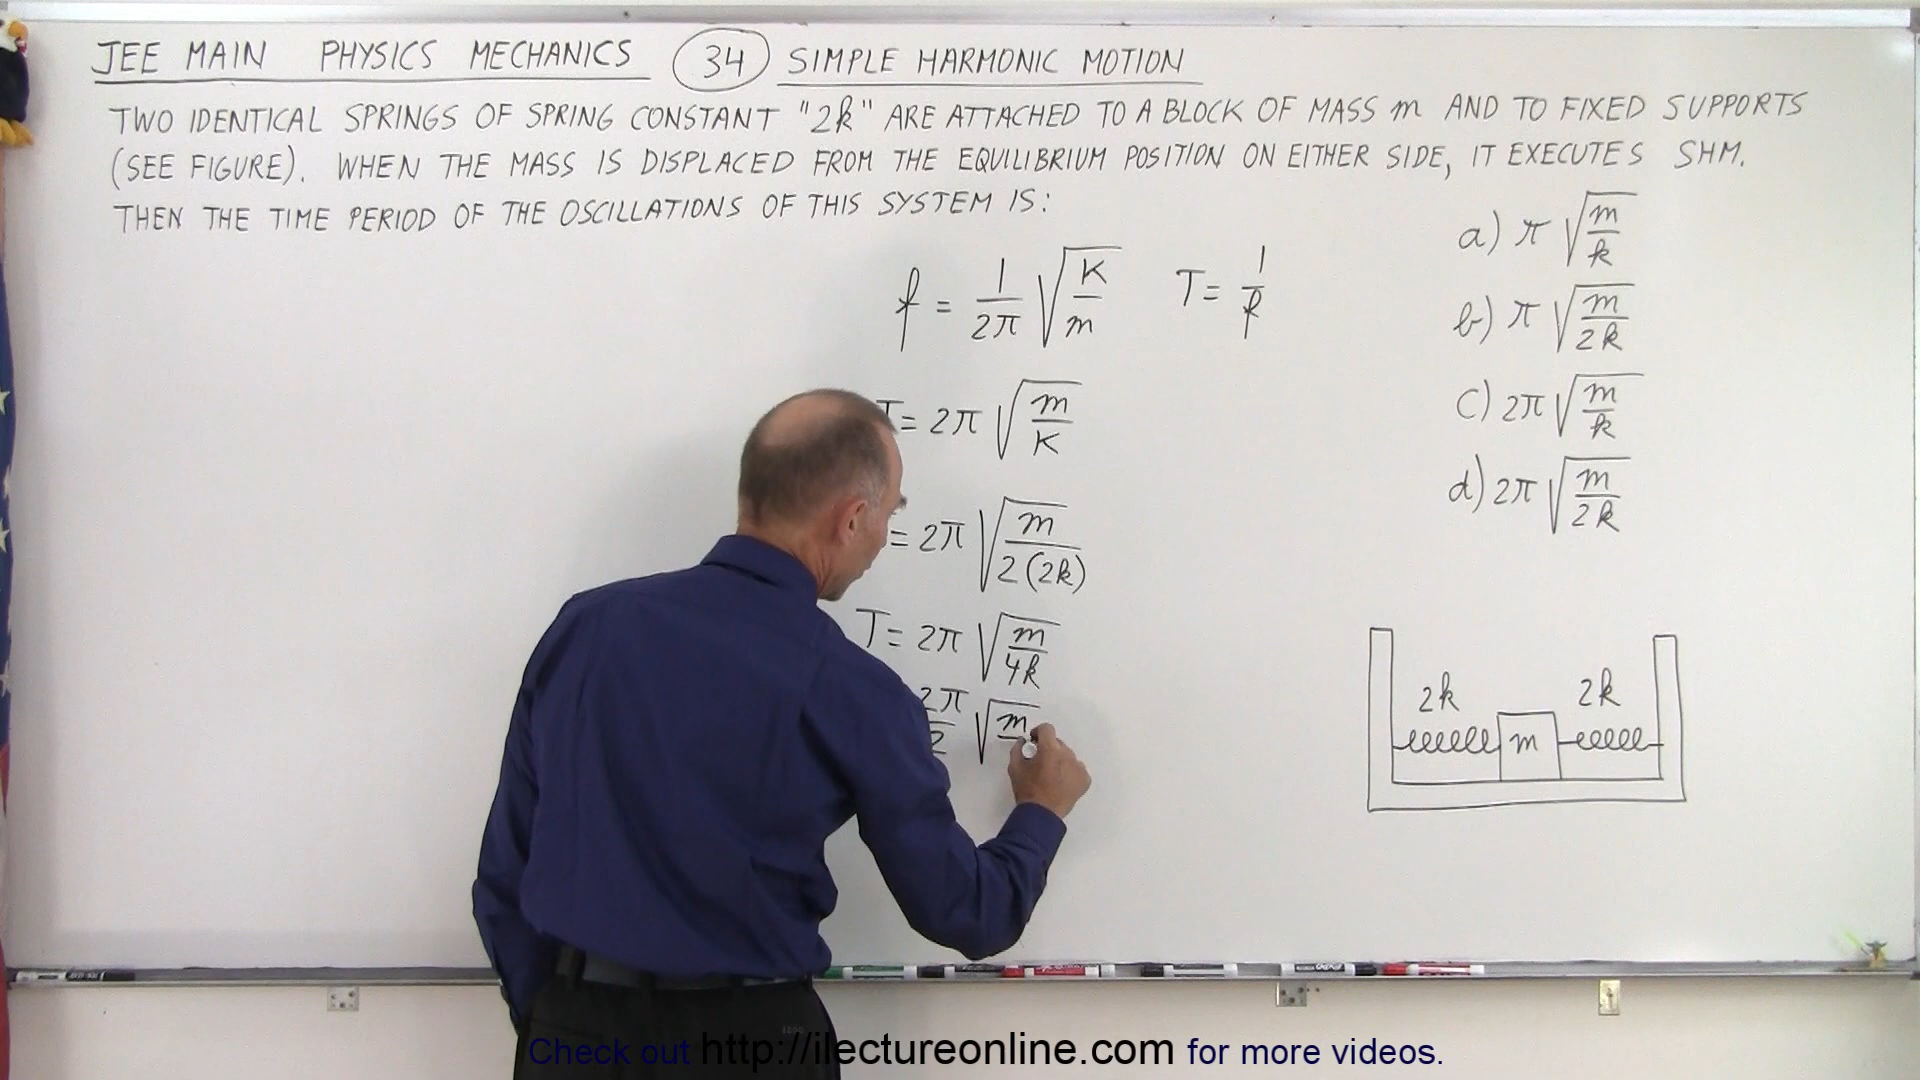 JEE MAIN PHYSICS MECHANICS 34 SIMPLE HARMONIC MOTION
TWO IDENTICAL SPRINGS OF SPRING CONSTANT "2k" ARE ATTACHED TO A BLOCK OF MASS m AND TO FIXED SUPPORTS
(SEE FIGURE). WHEN THE MASS IS DISPLACED FROM THE EQUILIBRIUM POSITION ON EITHER SIDE, IT EXECUTES SHM.
THEN THE TIME PERIOD OF THE OSCILLATIONS OF THIS SYSTEM IS:
f = 1/2π √(K/m) T = 1/f
T = 2π √(m/K)
= 2π √(m/2(2k))
T = 2π √(m/4k)
2π/2 √m
a) π √(m/k)
b) π √(m/2k)
c) 2π √(m/k)
d) 2π √(m/2k)
2k 2k
m
Check out http://ilectureonline.com for more videos.